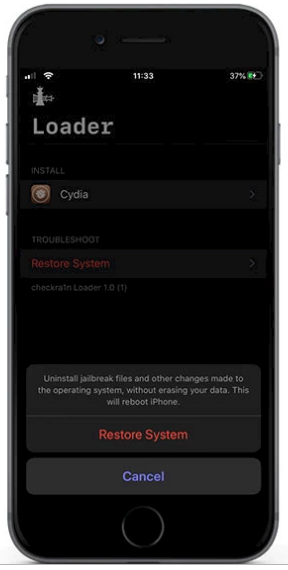 11:33
37%
Loader
INSTALL
Cydia
TROUBLESHOOT
Restore System
checkra1n Loader 1.0 (1)
Uninstall jailbreak files and other changes made to
the operating system, without erasing your data. This
will reboot iPhone.
Restore System
Cancel